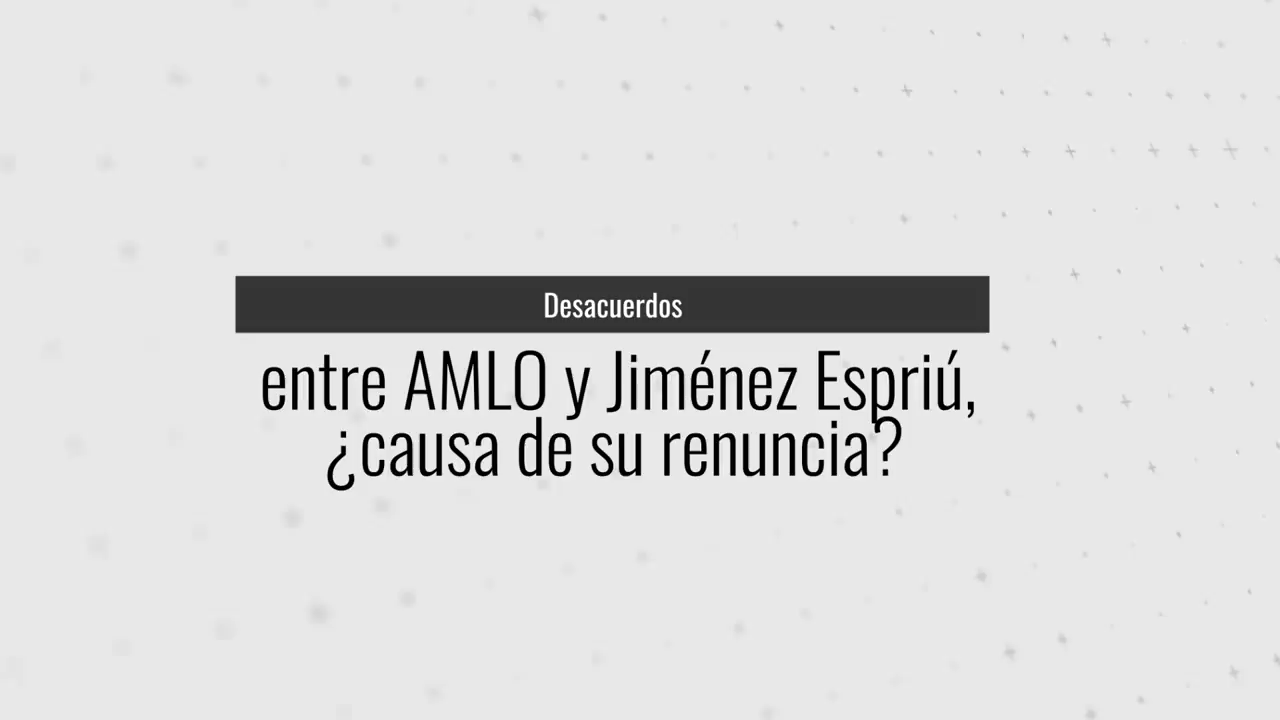 Desacuerdos
entre AMLO y Jiménez Espriú,
¿causa de su renuncia?